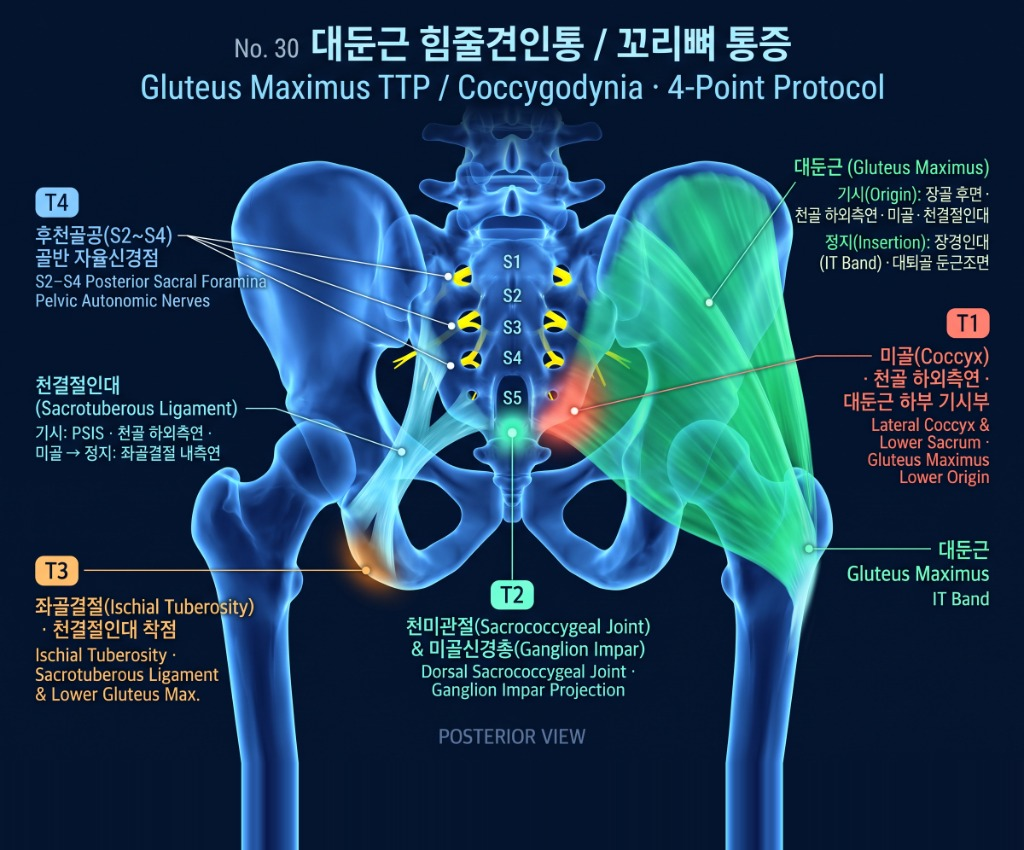 No. 30 대둔근 힘줄견인통 / 꼬리뼈 통증
Gluteus Maximus TTP / Coccygodynia · 4-Point Protocol
T4
후천골공(S2~S4)
골반 자율신경점
S2–S4 Posterior Sacral Foramina
Pelvic Autonomic Nerves
천결절인대
(Sacrotuberous Ligament)
기시: PSIS · 천골 하외측연 ·
미골 → 정지: 좌골결절 내측연
T3
좌골결절(Ischial Tuberosity)
· 천결절인대 착점
Ischial Tuberosity ·
Sacrotuberous Ligament
& Lower Gluteus Max.
S1
S2
S3
S4
S5
T2
천미관절(Sacrococcygeal Joint)
& 미골신경총(Ganglion Impar)
Dorsal Sacrococcygeal Joint ·
Ganglion Impar Projection
POSTERIOR VIEW
대둔근 (Gluteus Maximus)
기시(Origin): 장골 후면 ·
천골 하외측연 · 미골 · 천결절인대
정지(Insertion): 장경인대
(IT Band) · 대퇴골 둔근조면
T1
미골(Coccyx)
· 천골 하외측연 ·
대둔근 하부 기시부
Lateral Coccyx &
Lower Sacrum ·
Gluteus Maximus
Lower Origin
대둔근
Gluteus Maximus
IT Band